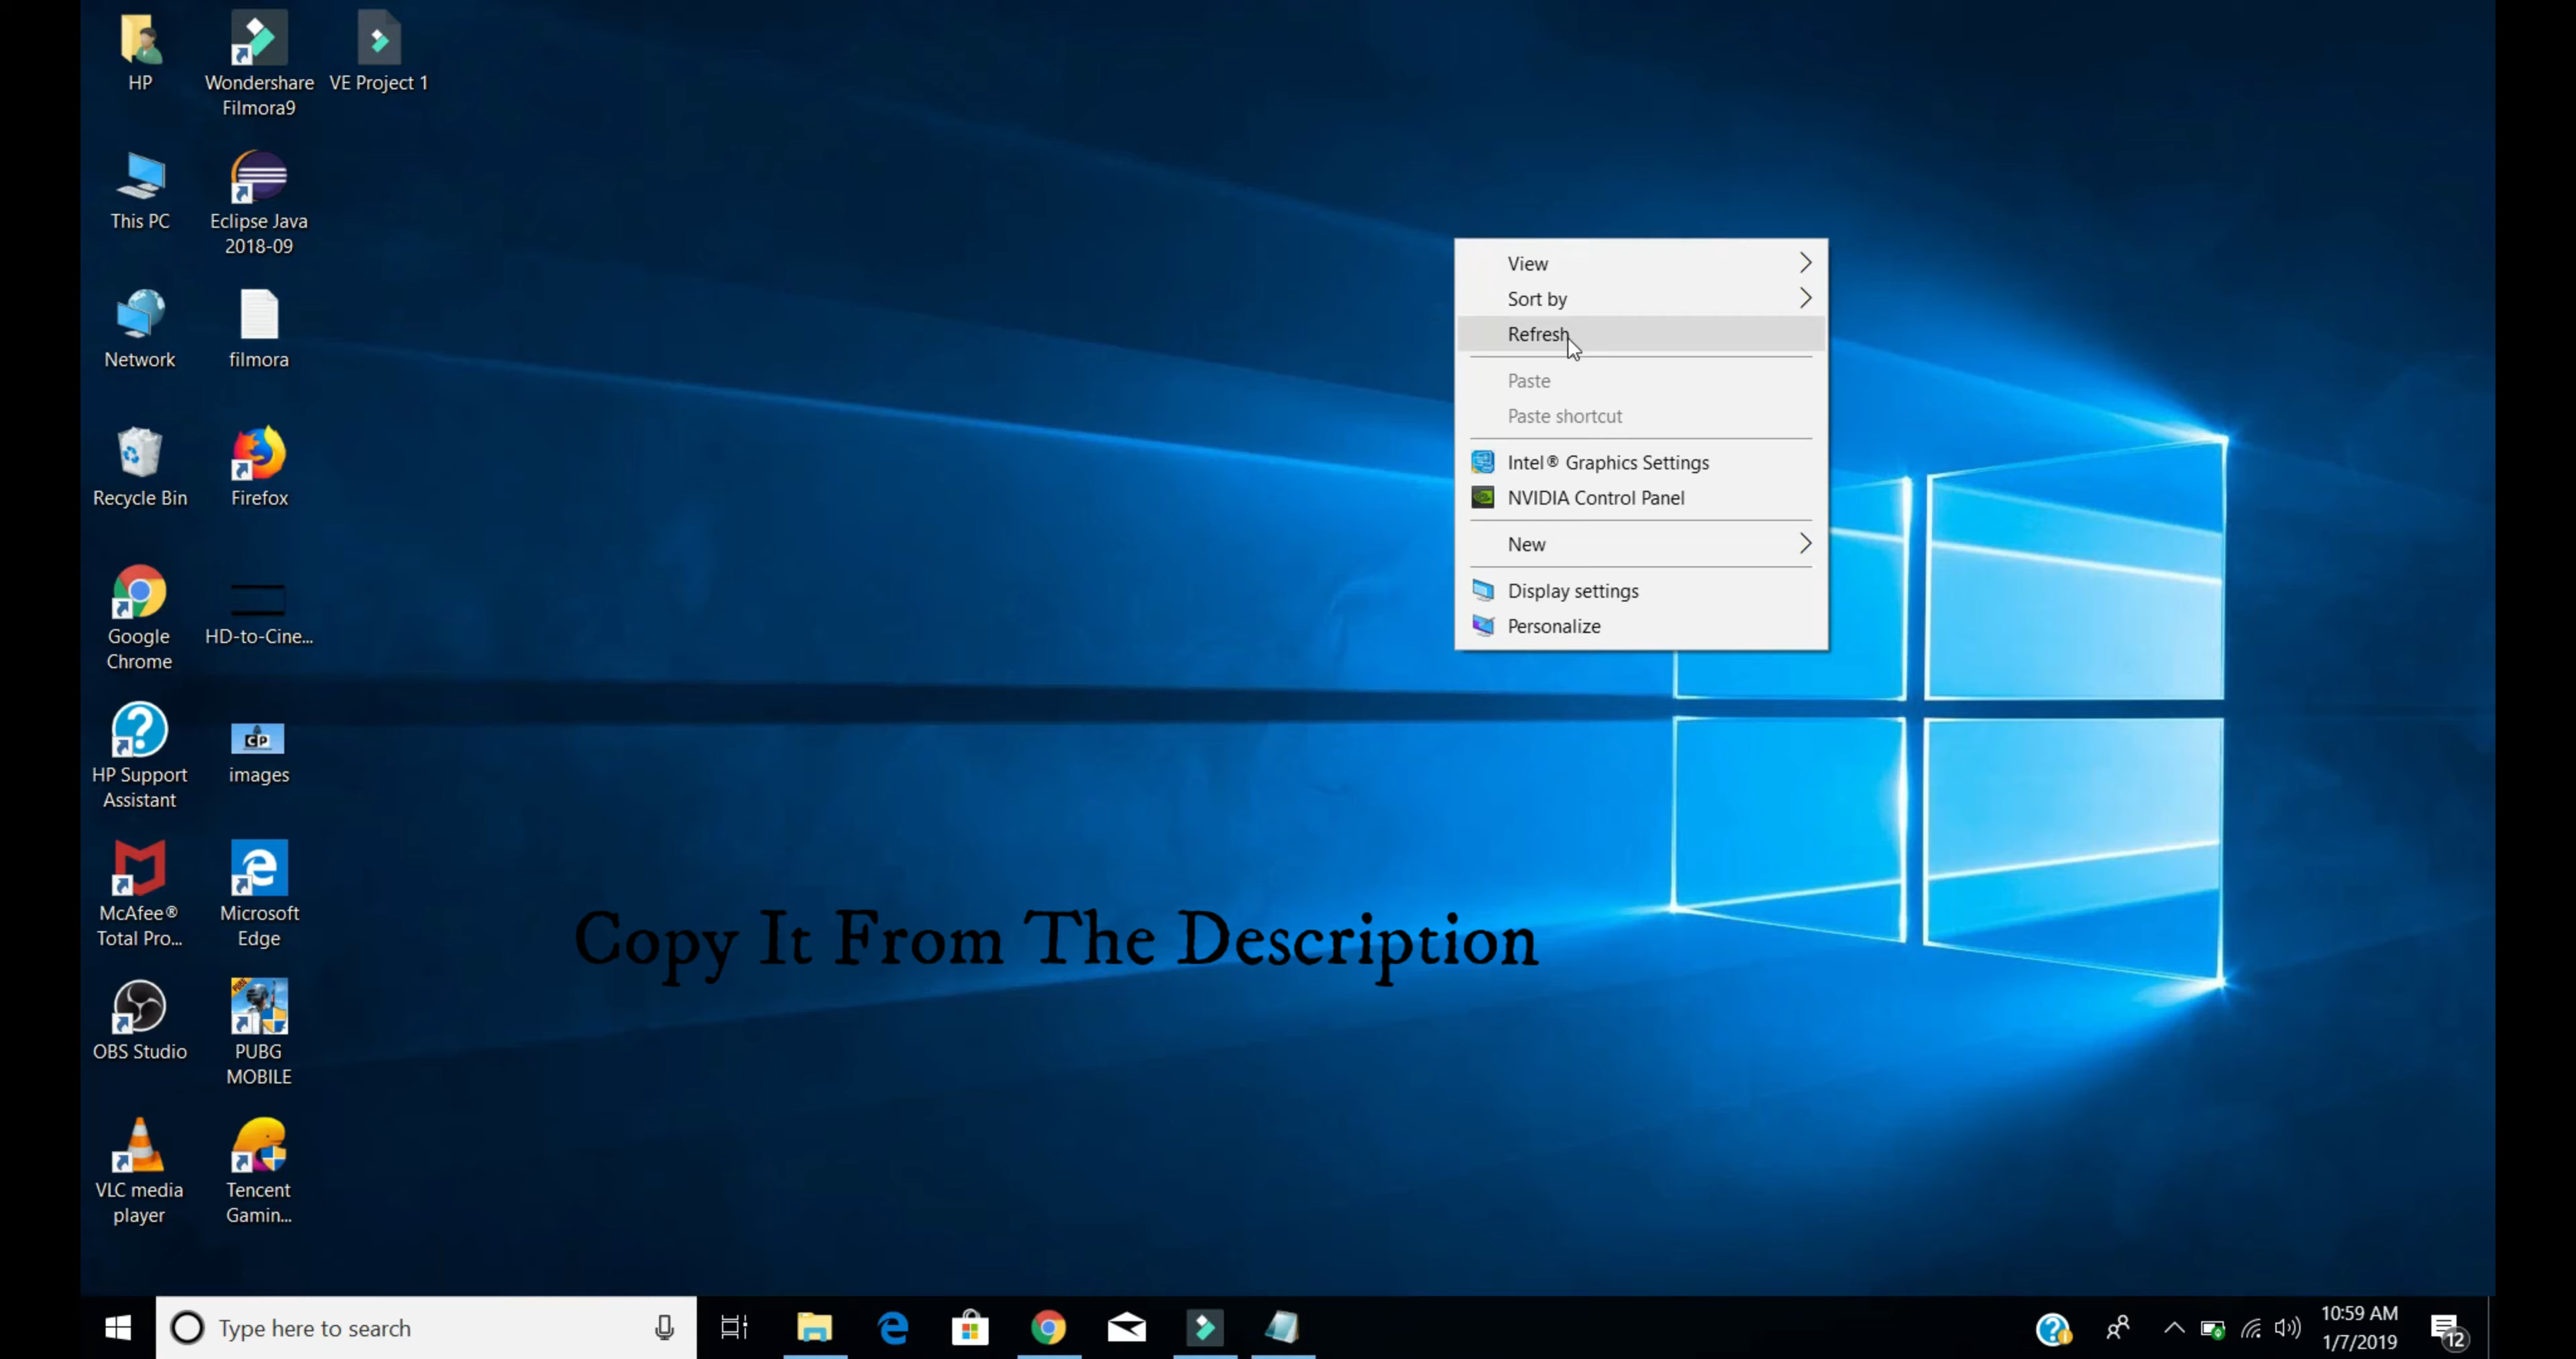 HP
Wondershare
Filmora9
VE Project 1
This PC
Eclipse Java
2018-09
Network
filmora
Recycle Bin
Firefox
Google
Chrome
HD-to-Cine...
HP Support
Assistant
CP
images
McAfee®
Total Pro...
Microsoft
Edge
OBS Studio
PUBG
PUBG
MOBILE
VLC media
player
Tencent
Gamin...
View
Sort by
Refresh
Paste
Paste shortcut
Intel® Graphics Settings
NVIDIA Control Panel
New
Display settings
Personalize
Copy It From The Description
Type here to search
10:59 AM
1/7/2019
12